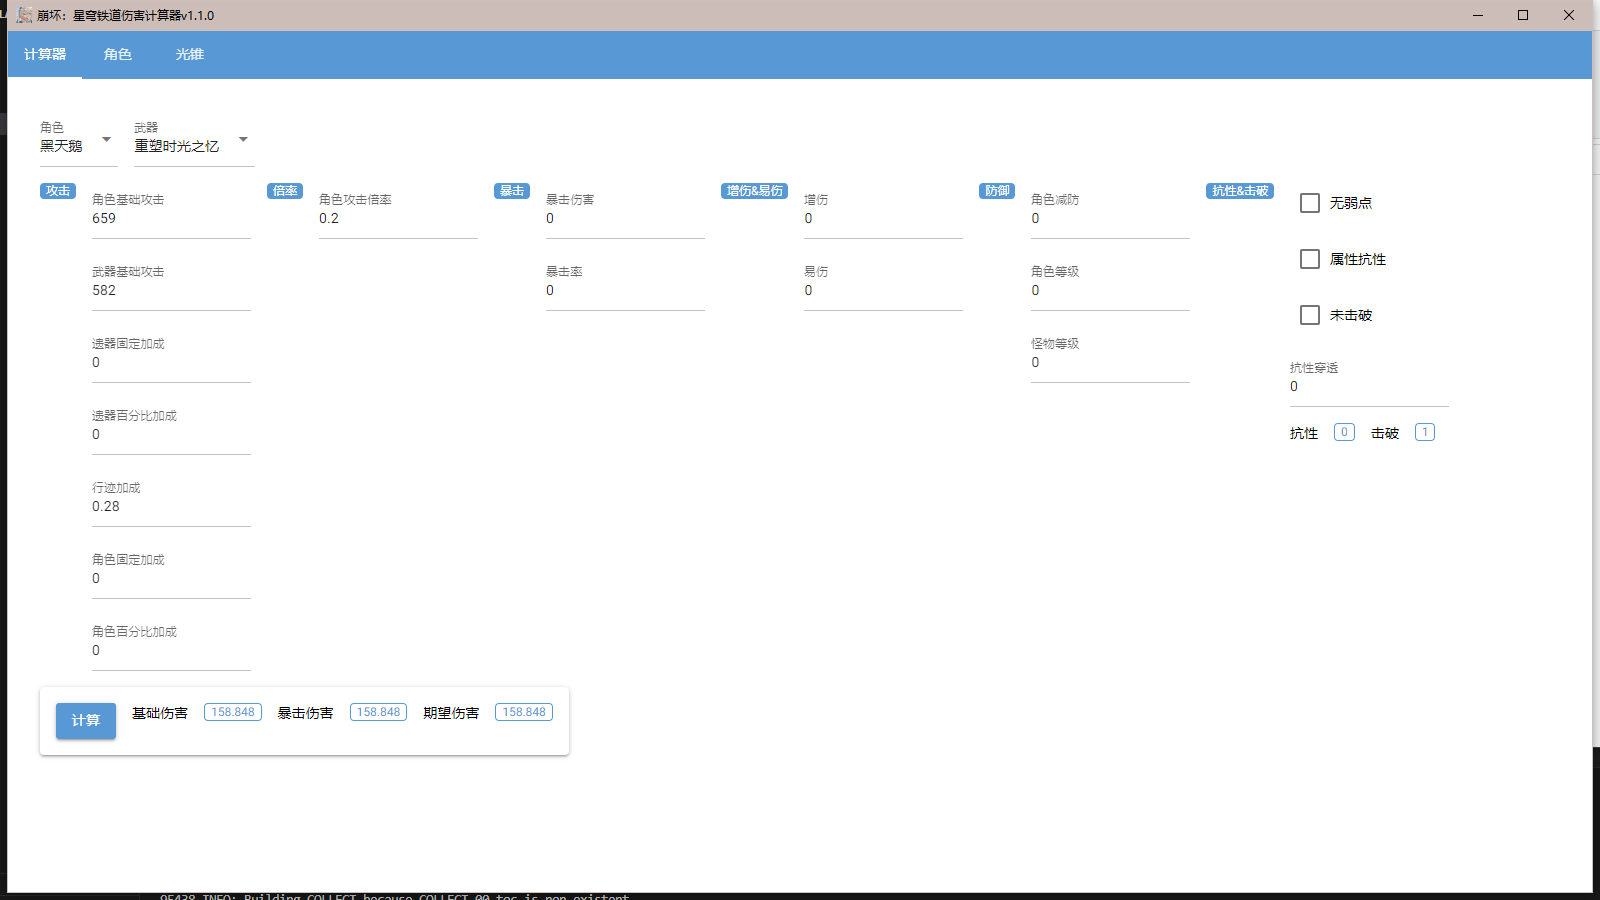 崩坏：星穹铁道伤害计算器v1.1.0
计算器 角色 光锥
角色 武器
黑天鹅 重塑时光之忆
攻击 倍率 暴击 增伤&易伤 防御 抗性&击破
角色基础攻击 角色攻击倍率 暴击伤害 增伤 角色减防 无弱点
659 0.2 0 0 0
武器基础攻击 暴击率 易伤 角色等级 属性抗性
582 0 0 0
未击破
遗器固定加成 怪物等级
0 0
抗性穿透
0
遗器百分比加成
0 抗性 0 击破 1
行迹加成
0.28
角色固定加成
0
角色百分比加成
0
计算 基础伤害 158.848 暴击伤害 158.848 期望伤害 158.848
95438 INFO: Building COLLECT because COLLECT-00.toc is non existent